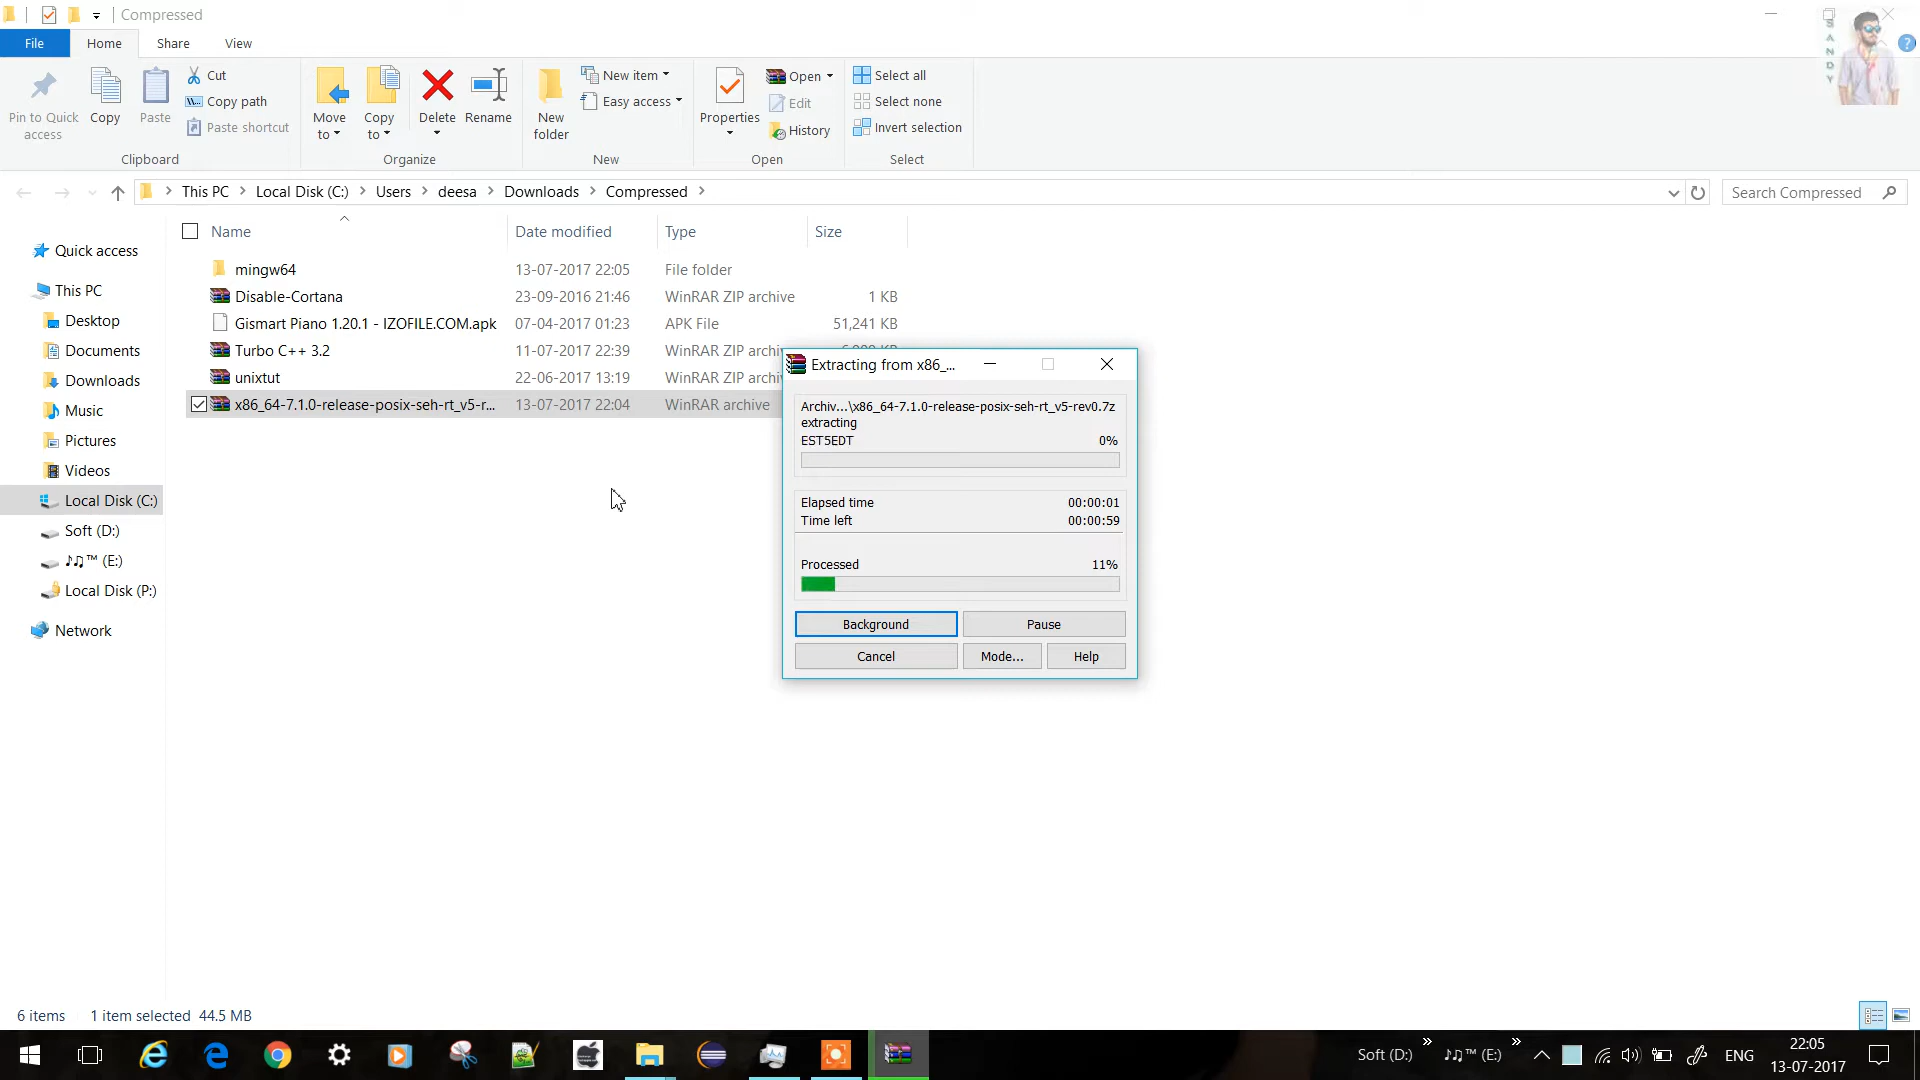 Compressed
File
Home
Share
View
Pin to Quick
access
Copy
Paste
Cut
Copy path
Paste shortcut
Clipboard
Move
to
Copy
to
Delete
Rename
Organize
New
folder
New item
Easy access
New
Properties
Open
Edit
History
Open
Select all
Select none
Invert selection
Select
S
A
N
D
Y
?
This PC
Local Disk (C:)
Users
deesa
Downloads
Compressed
Search Compressed
Name
Date modified
Type
Size
mingw64 13-07-2017 22:05 File folder
Disable-Cortana 23-09-2016 21:46 WinRAR ZIP archive 1 KB
Gismart Piano 1.20.1 - IZOFILE.COM.apk 07-04-2017 01:23 APK File 51,241 KB
Turbo C++ 3.2 11-07-2017 22:39 WinRAR ZIP archi
unixtut 22-06-2017 13:19 WinRAR ZIP archi
x86_64-7.1.0-release-posix-seh-rt_v5-r... 13-07-2017 22:04 WinRAR archive
Quick access
This PC
Desktop
Documents
Downloads
Music
Pictures
Videos
Local Disk (C:)
Soft (D:)
♪♫™ (E:)
Local Disk (P:)
Network
Extracting from x86_...
Archiv...\x86_64-7.1.0-release-posix-seh-rt_v5-rev0.7z
extracting
EST5EDT 0%
Elapsed time 00:00:01
Time left 00:00:59
Processed 11%
Background
Pause
Cancel
Mode...
Help
6 items 1 item selected 44.5 MB
Soft (D:) »
♪♫™ (E:) »
ENG
22:05
13-07-2017